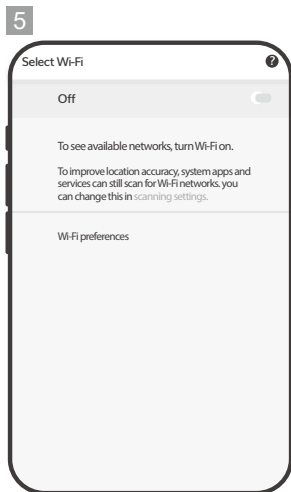 5
Select Wi-Fi
?
Off
To see available networks, turn Wi-Fi on.
To improve location accuracy, system apps and
services can still scan for Wi-Fi networks. you
can change this in scanning settings.
Wi-Fi preferences